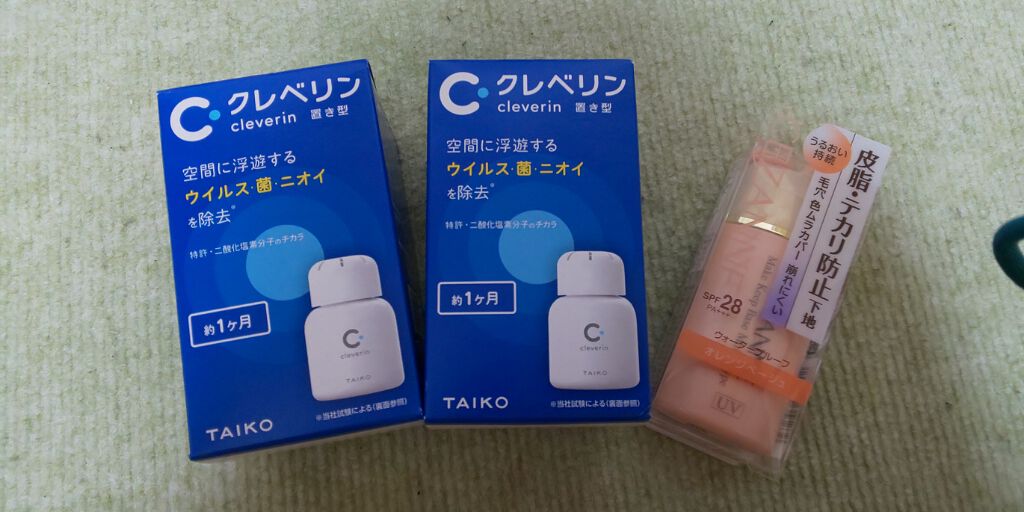 クレベリン
cleverin 置き型
空間に浮遊する
ウイルス・菌・ニオイ
を除去※
特許・二酸化塩素分子のチカラ
約1ヶ月
cleverin
TAIKO
※当社試験による(裏面参照)
TAIKO
クレベリン
cleverin 置き型
空間に浮遊する
ウイルス・菌・ニオイ
を除去※
特許・二酸化塩素分子のチカラ
約1ヶ月
cleverin
TAIKO
※当社試験による(裏面参照)
TAIKO
うるおい
持続
皮脂・テカリ防止下地
毛穴、色ムラカバー
崩れにくい
Make Keep Base
SPF28
PA+++
ウォータープルーフ
オレンジベージュ
UV